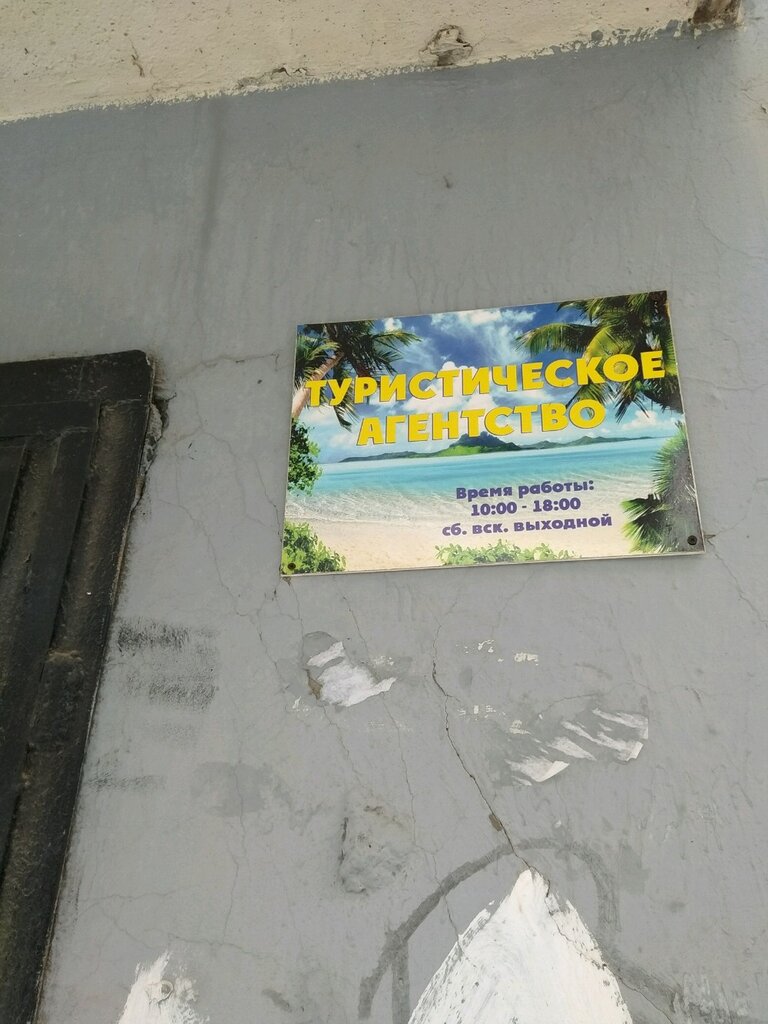 ТУРИСТИЧЕСКОЕ
АГЕНТСТВО
Время работы:
10:00 - 18:00
сб. вск. выходной